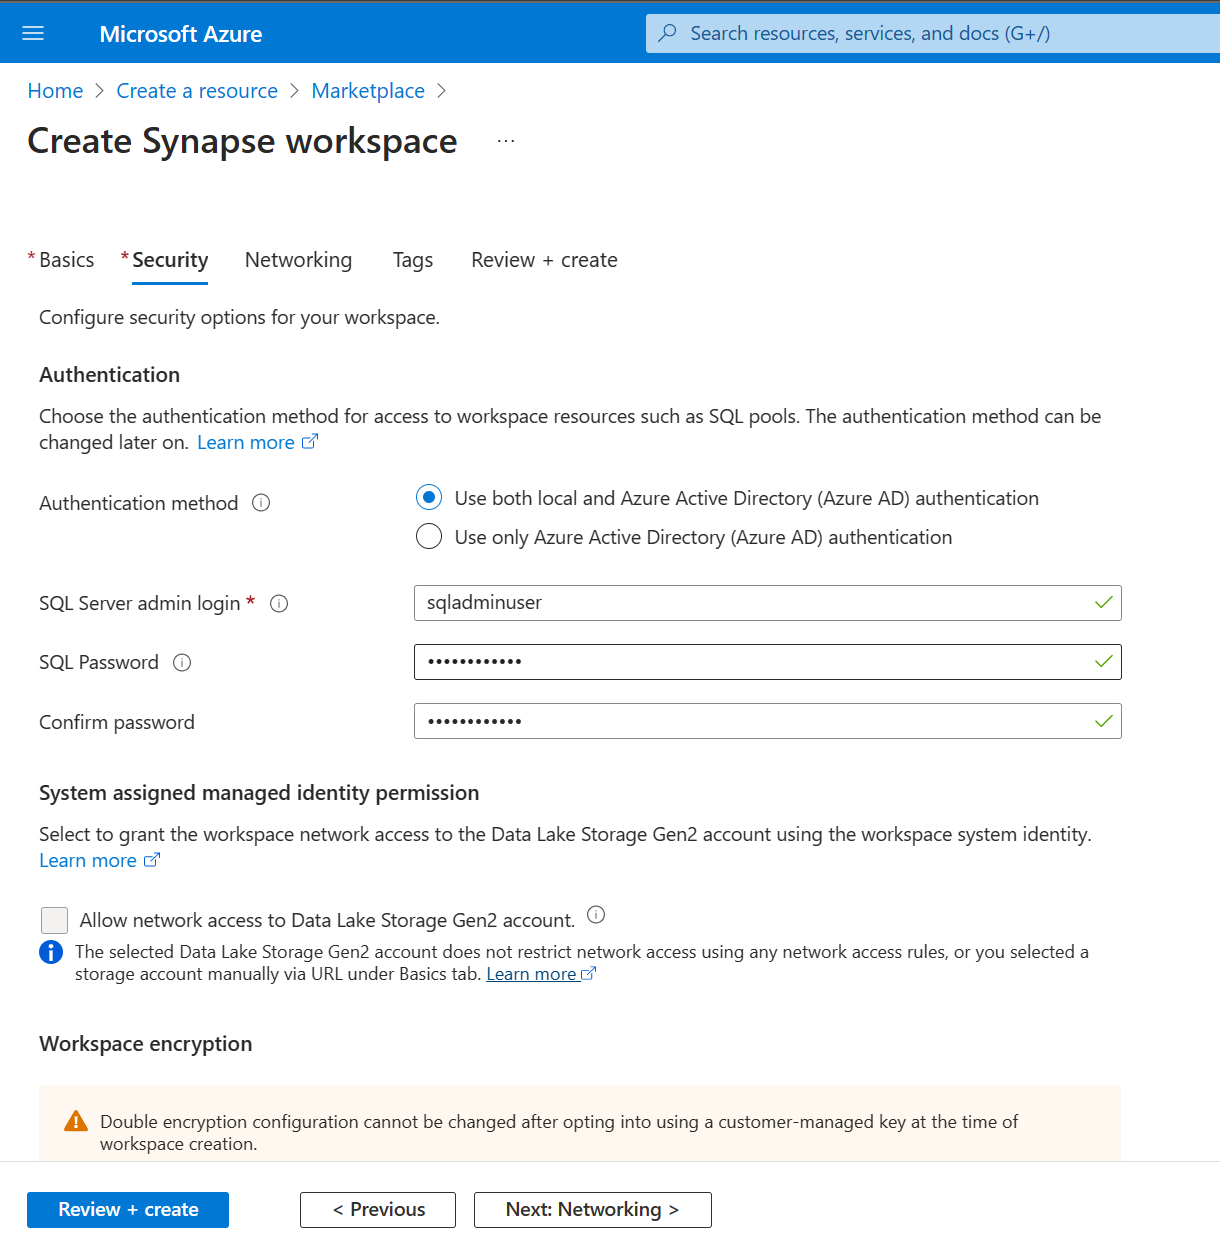 Microsoft Azure
Search resources, services, and docs (G+/)
Home > Create a resource > Marketplace >
Create Synapse workspace ...
* Basics * Security Networking Tags Review + create
Configure security options for your workspace.
Authentication
Choose the authentication method for access to workspace resources such as SQL pools. The authentication method can be
changed later on. Learn more
Authentication method
Use both local and Azure Active Directory (Azure AD) authentication
Use only Azure Active Directory (Azure AD) authentication
SQL Server admin login * sqladminuser
SQL Password ••••••••••••
Confirm password ••••••••••••
System assigned managed identity permission
Select to grant the workspace network access to the Data Lake Storage Gen2 account using the workspace system identity.
Learn more
Allow network access to Data Lake Storage Gen2 account.
The selected Data Lake Storage Gen2 account does not restrict network access using any network access rules, or you selected a
storage account manually via URL under Basics tab. Learn more
Workspace encryption
Double encryption configuration cannot be changed after opting into using a customer-managed key at the time of
workspace creation.
Review + create < Previous Next: Networking >